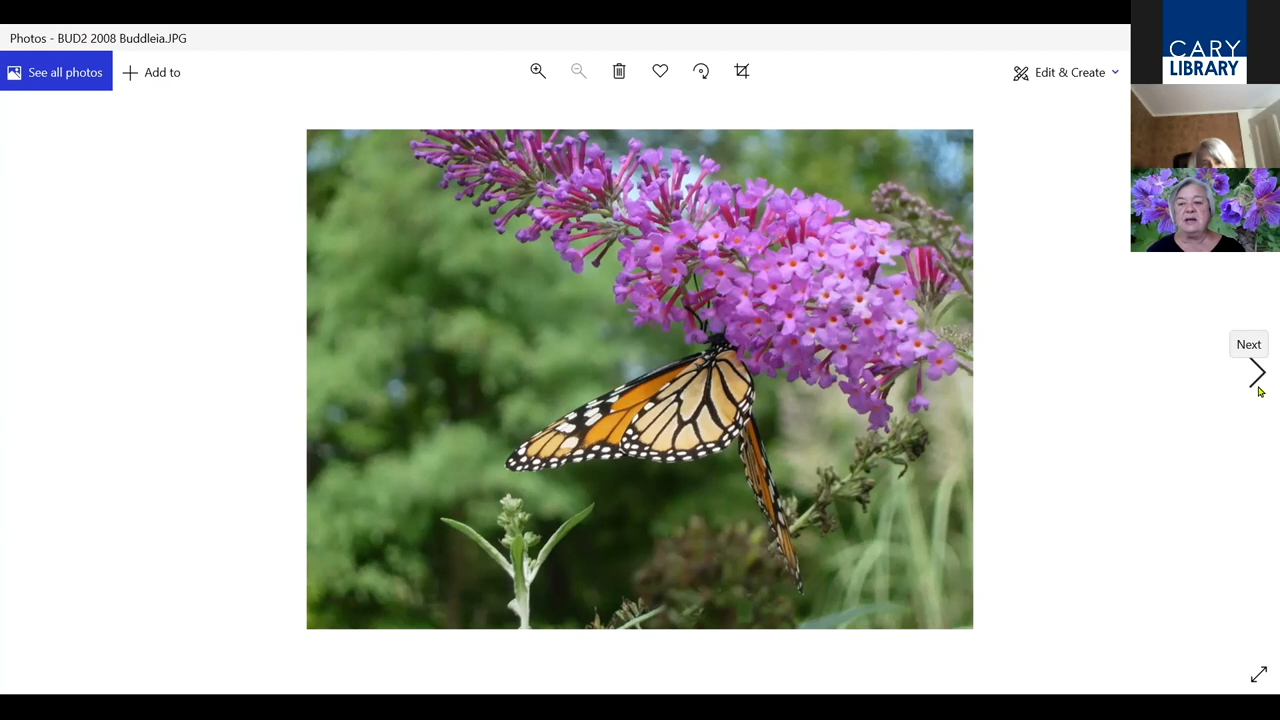 Photos - BUD2 2008 Buddleia.JPG
See all photos
Add to
Edit & Create
CARY
LIBRARY
Next